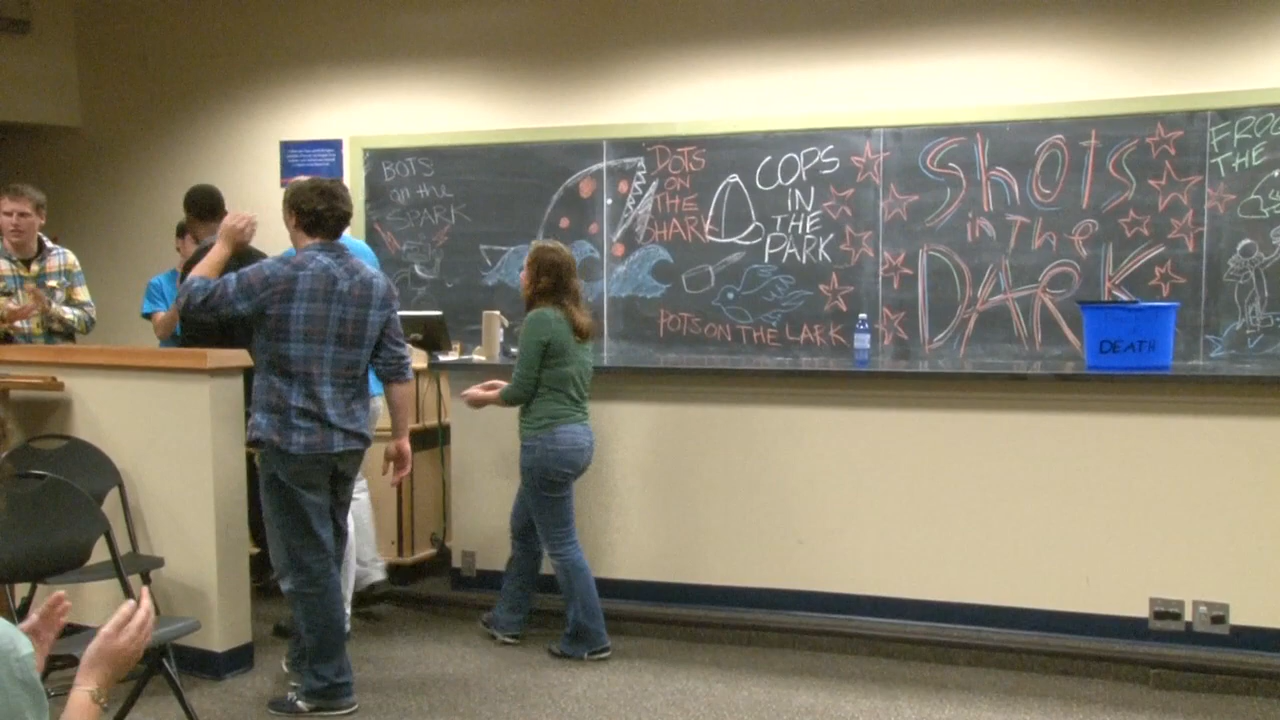 BOTS
on the
SPARK
DOTS
ON
THE
SHARK
COPS
IN
THE
PARK
POTS ON THE LARK
Shots
in The
DARK
DEATH
THE